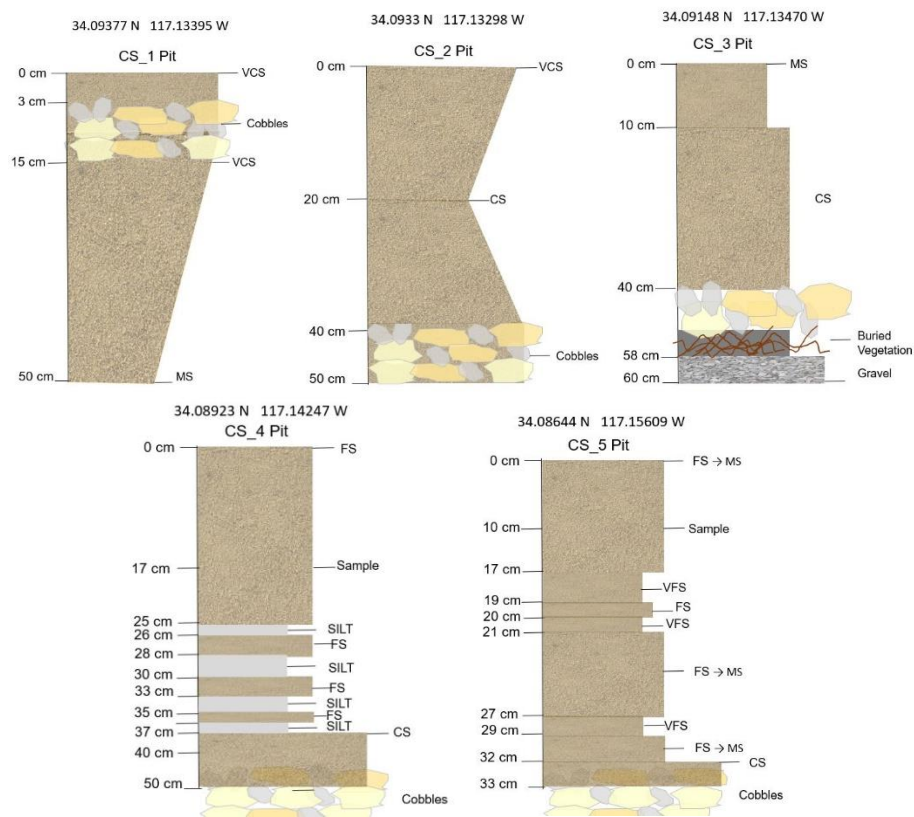 34.09377 N 117.13395 W
CS_1 Pit
0 cm
VCS
3 cm
Cobbles
15 cm
VCS
50 cm
MS
34.0933 N 117.13298 W
CS_2 Pit
0 cm
VCS
20 cm
CS
40 cm
Cobbles
50 cm
34.09148 N 117.13470 W
CS_3 Pit
0 cm
MS
10 cm
CS
40 cm
Buried
Vegetation
58 cm
Gravel
60 cm
34.08923 N 117.14247 W
CS_4 Pit
0 cm
FS
17 cm
Sample
25 cm
SILT
26 cm
FS
28 cm
SILT
30 cm
FS
33 cm
SILT
35 cm
FS
SILT
37 cm
CS
40 cm
50 cm
Cobbles
34.08644 N 117.15609 W
CS_5 Pit
0 cm
FS → MS
10 cm
Sample
17 cm
VFS
19 cm
FS
20 cm
VFS
21 cm
FS → MS
27 cm
VFS
29 cm
FS → MS
32 cm
CS
33 cm
Cobbles